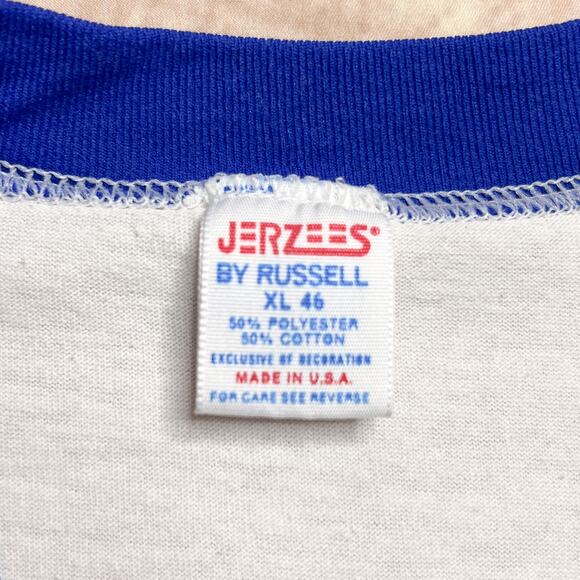 JERZEES®
BY RUSSELL
XL 46
50% POLYESTER
50% COTTON
EXCLUSIVE OF DECORATION
MADE IN U.S.A.
FOR CARE SEE REVERSE